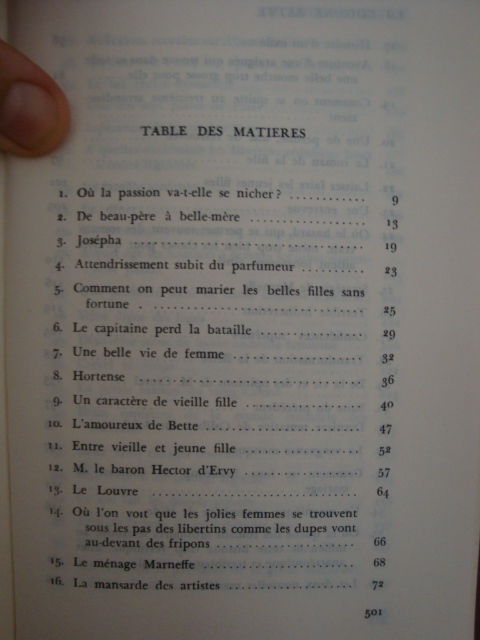 TABLE DES MATIERES
1. Où la passion va-t-elle se nicher ? . . . . . . . . . . 9
2. De beau-père à belle-mère . . . . . . . . . . . . . . . 13
3. Josépha . . . . . . . . . . . . . . . . . . . . . . . . 19
4. Attendrissement subit du parfumeur . . . . . . . . . . 23
5. Comment on peut marier les belles filles sans
fortune . . . . . . . . . . . . . . . . . . . . . . . . 25
6. Le capitaine perd la bataille . . . . . . . . . . . . . 29
7. Une belle vie de femme . . . . . . . . . . . . . . . . 32
8. Hortense . . . . . . . . . . . . . . . . . . . . . . . 36
9. Un caractère de vieille fille . . . . . . . . . . . . . 40
10. L'amoureux de Bette . . . . . . . . . . . . . . . . . 47
11. Entre vieille et jeune fille . . . . . . . . . . . . . 52
12. M. le baron Hector d'Ervy . . . . . . . . . . . . . . 57
13. Le Louvre . . . . . . . . . . . . . . . . . . . . . . 64
14. Où l'on voit que les jolies femmes se trouvent
sous les pas des libertins comme les dupes vont
au-devant des fripons . . . . . . . . . . . . . . . . 66
15. Le ménage Marneffe . . . . . . . . . . . . . . . . . . 68
16. La mansarde des artistes . . . . . . . . . . . . . . . 72
501